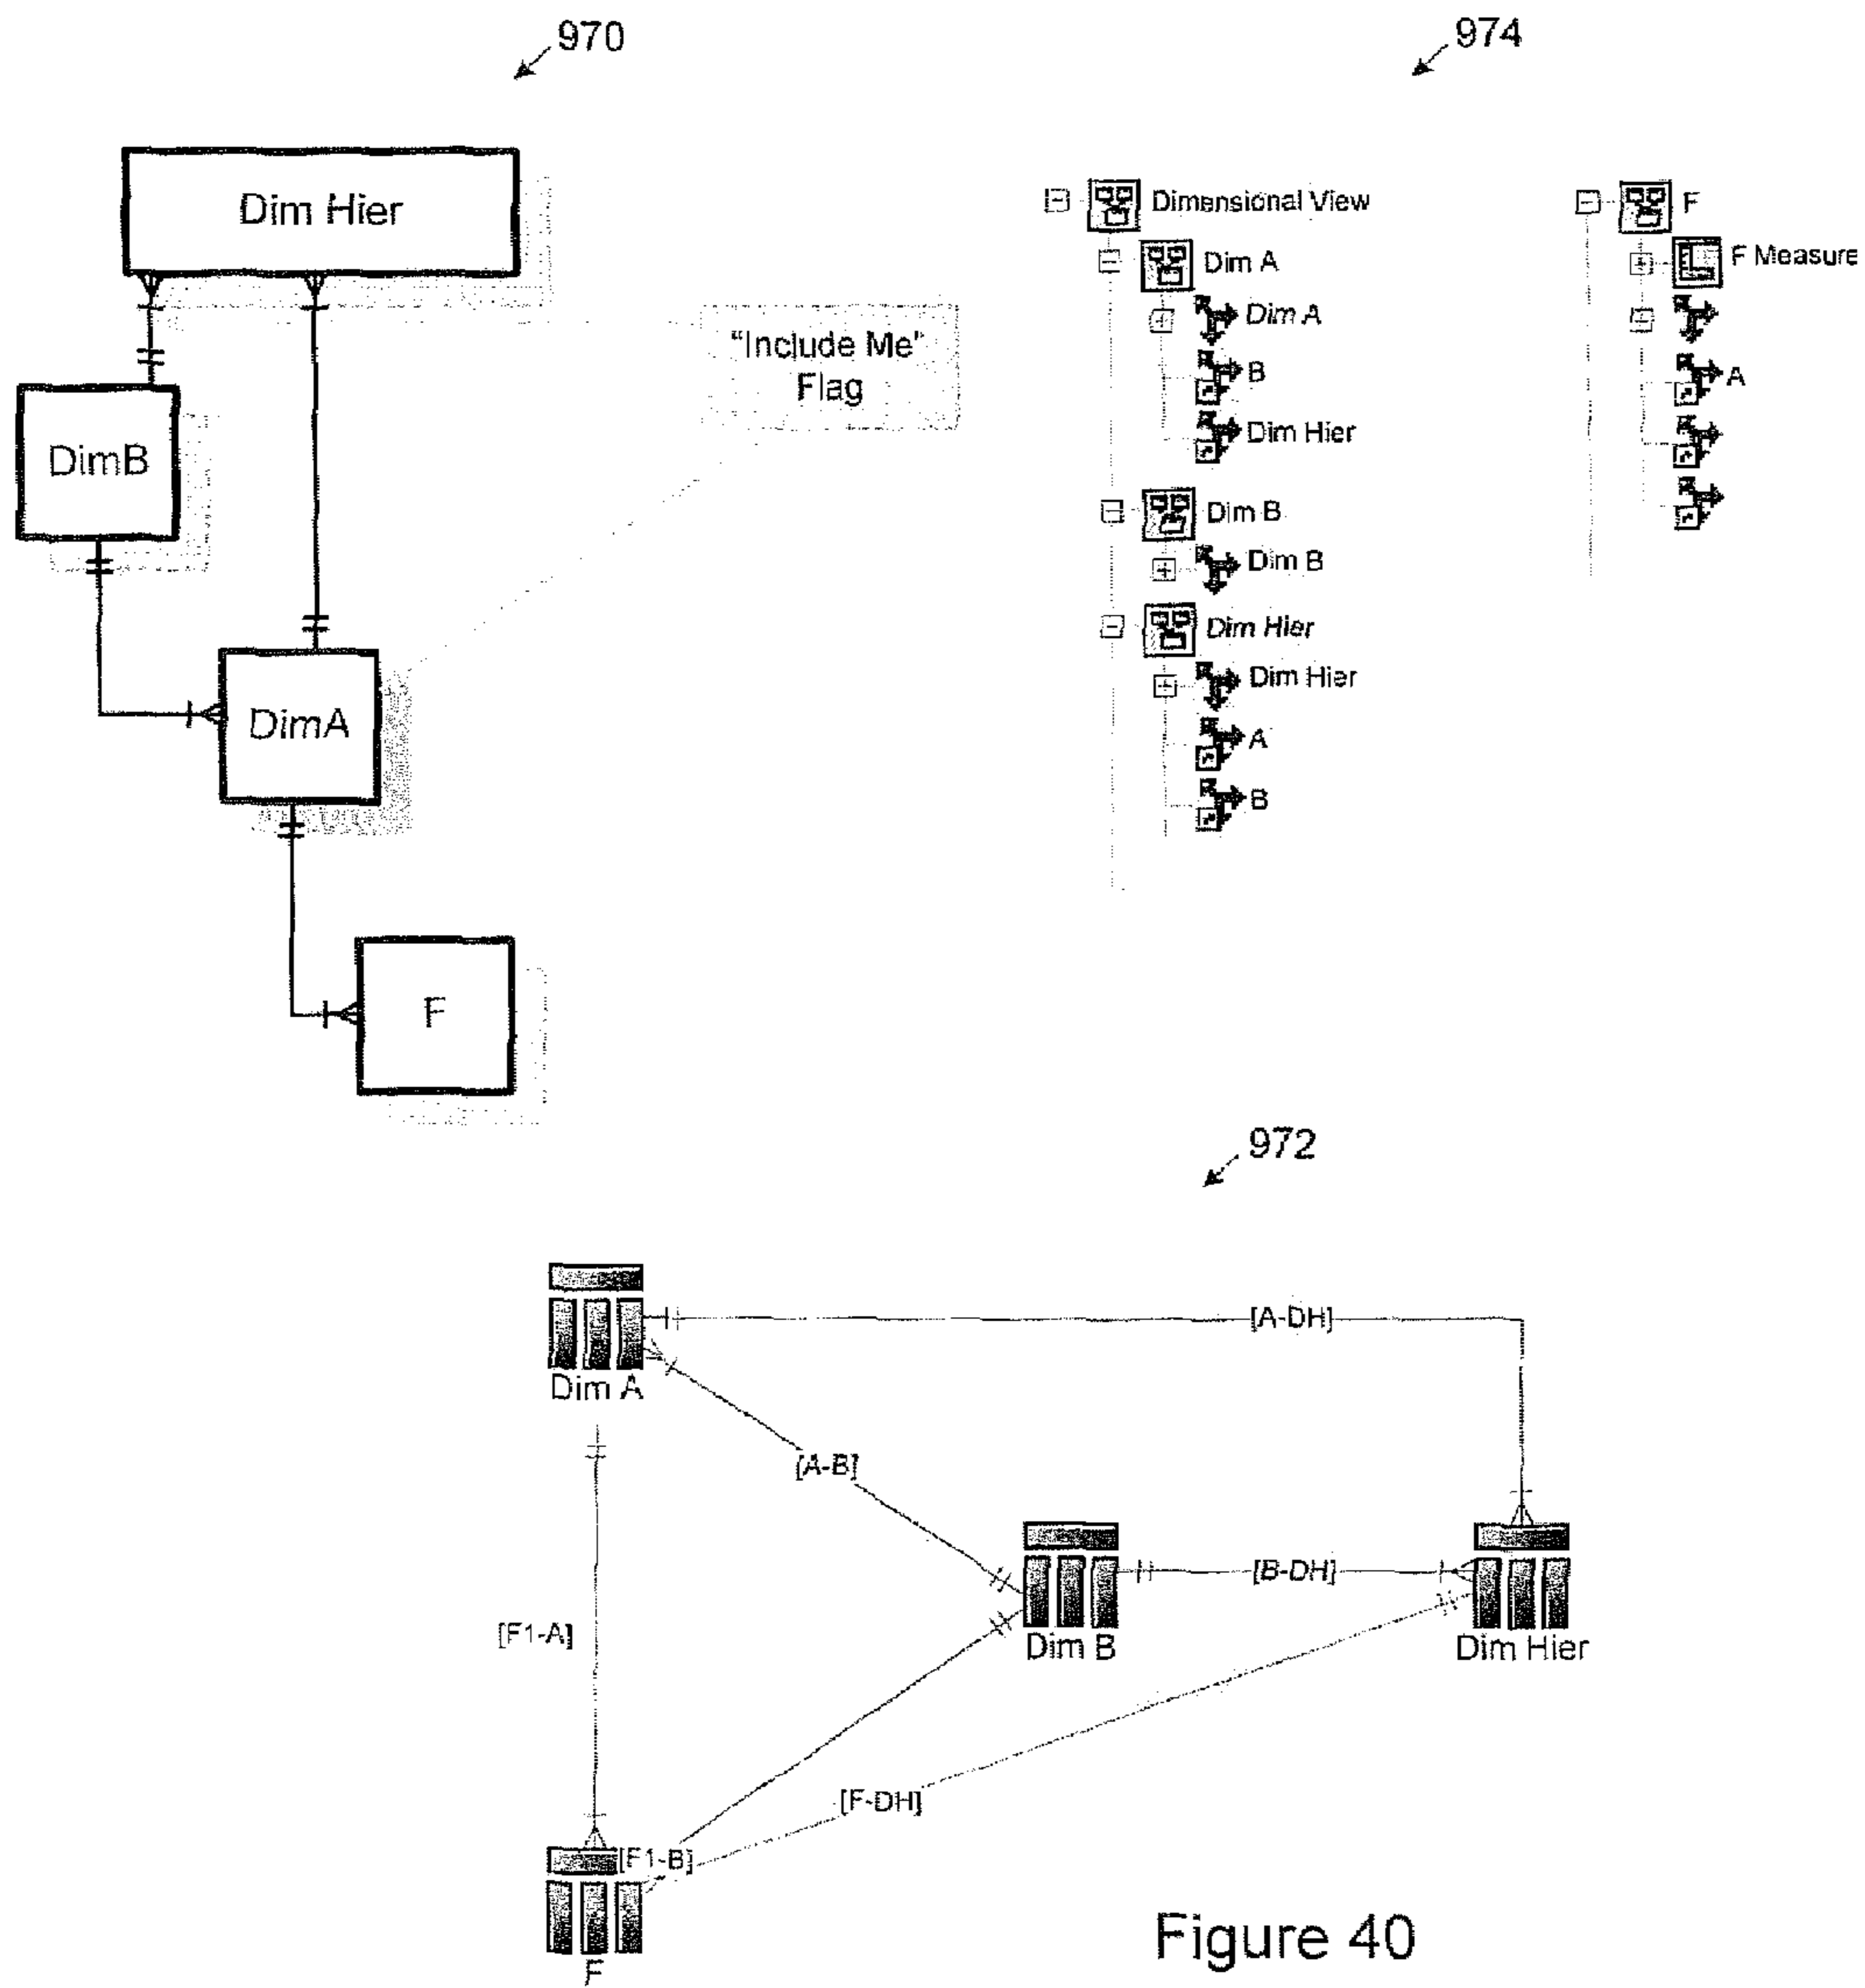 970
974
Dim Hier
"Include Me"
Flag
DimB
DimA
F
Dimensional View
Dim A
Dim A
B
Dim Hier
Dim B
Dim B
Dim Hier
Dim Hier
A
B
F
F Measure
A
972
[A-DH]
Dim A
[A-B]
[B-DH]
Dim B
Dim Hier
[F1-A]
[F-DH]
[F1-B]
F
Figure 40